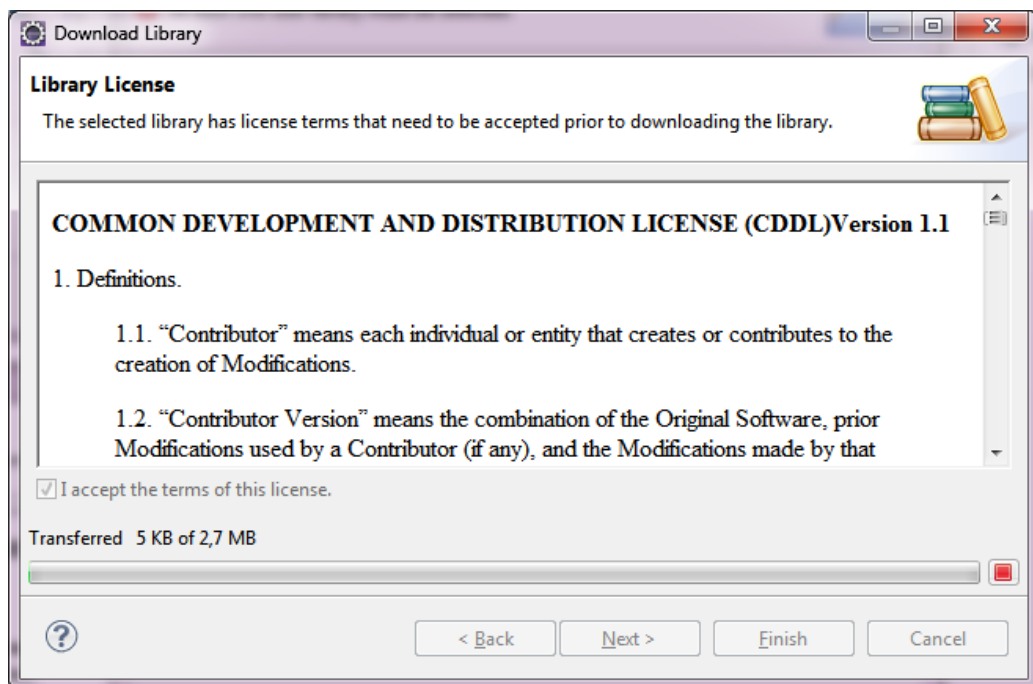 Download Library
Library License
The selected library has license terms that need to be accepted prior to downloading the library.
COMMON DEVELOPMENT AND DISTRIBUTION LICENSE (CDDL)Version 1.1
1. Definitions.
1.1. “Contributor” means each individual or entity that creates or contributes to the
creation of Modifications.
1.2. “Contributor Version” means the combination of the Original Software, prior
Modifications used by a Contributor (if any), and the Modifications made by that
I accept the terms of this license.
Transferred 5 KB of 2,7 MB
< Back Next > Finish Cancel